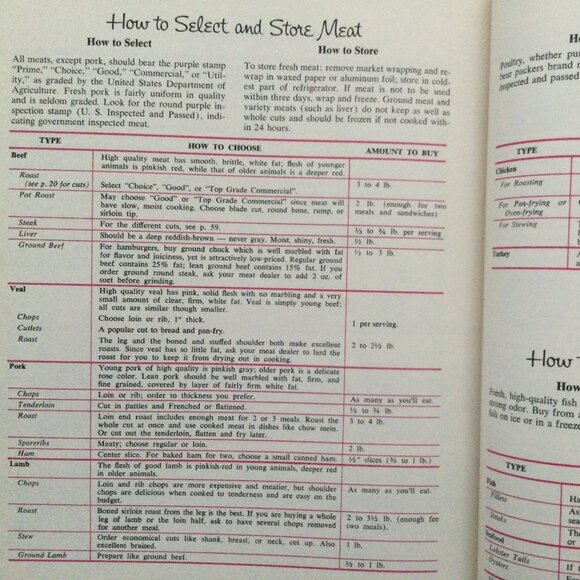 How to Select and Store Meat
How to Select
All meats, except pork, should bear the purple stamp
"Prime," "Choice," "Good," "Commercial," or "Util-
ity," as graded by the United States Department of
Agriculture. Fresh pork is fairly uniform in quality
and is seldom graded. Look for the round purple in-
spection stamp (U. S. Inspected and Passed), indi-
cating government inspected meat.
How to Store
To store fresh meat: remove market wrapping and re-
wrap in waxed paper or aluminum foil; store in cold-
est part of refrigerator. If meat is not to be used
within three days, wrap and freeze. Ground meat and
variety meats (such as liver) do not keep as well as
whole cuts and should be frozen if not cooked with-
in 24 hours.
TYPE HOW TO CHOOSE AMOUNT TO BUY
Beef High quality meat has smooth, brittle, white fat; flesh of younger
animals is pinkish red, while that of older animals is a deeper red.
Roast
(see p. 20 for cuts) Select "Choice", "Good", or "Top Grade Commercial". 3 to 4 lb.
Pot Roast May choose "Good" or "Top Grade Commercial" since meat will 2 lb. (enough for two
have slow, moist cooking. Choose blade cut, round bone, rump, or meals and sandwiches)
sirloin tip.
Steak For the different cuts, see p. 59. ⅓ to ¾ lb. per serving
Liver Should be a deep reddish-brown — never gray. Moist, shiny, fresh. ½ lb.
Ground Beef For hamburgers, buy ground chuck which is well marbled with fat ½ to 3 lb.
for flavor and juiciness, yet is attractively low-priced. Regular ground
beef contains 25% fat; lean ground beef contains 15% fat. If you
order ground round steak, ask your meat dealer to add 2 oz. of
suet before grinding.
Veal High quality veal has pink, solid flesh with no marbling and a very
small amount of clear, firm, white fat. Veal is simply young beef;
all cuts are similar though smaller.
Chops Choose loin or rib, 1" thick. 1 per serving.
Cutlets A popular cut to bread and pan-fry.
Roast The leg and the boned and stuffed shoulder both make excellent 2 to 2½ lb.
roasts. Since veal has so little fat, ask your meat dealer to lard the
roast for you to keep it from drying out in cooking.
Pork Young pork of high quality is pinkish gray; older pork is a delicate
rose color. Lean pork should be well marbled with fat, firm, and
fine grained, covered by layer of fairly firm white fat.
Chops Loin or rib; order to thickness you prefer. As many as you'll eat.
Tenderloin Cut in patties and Frenched or flattened. ½ to ¾ lb.
Roast Loin end roast includes enough meat for 2 or 3 meals. Roast the 3 to 4 lb.
whole cut at once and use cooked meat in dishes like chow mein.
Or cut out the tenderloin, flatten and fry later.
Spareribs Meaty; choose regular or loin. 2 lb.
Ham Center slice. For baked ham for two, choose a small canned ham. ½" slices (¾ to 1 lb.)
Lamb The flesh of good lamb is pinkish-red in young animals, deeper red
in older animals.
Chops Loin and rib chops are more expensive and meatier, but shoulder As many as you'll eat.
chops are delicious when cooked to tenderness and are easy on the
budget.
Roast Boned sirloin roast from the leg is the best. If you are buying a whole 2 to 3½ lb. (enough for
leg of lamb or the loin half, ask to have several chops removed two meals).
for another meal.
Stew Order economical cuts like shank, breast, or neck, cut up. Also 1 lb.
excellent braised.
Ground Lamb Prepare like ground beef. ½ to 1 lb.
Ho
Poultry, whether pur
bear packers brand n
inspected and passed
TYPE
Chicken
For Roasting
For Pan-frying or
Oven-frying
For Stewing
Turkey
How T
How
Fresh, high-quality fish
strong odor. Buy from
fish on ice or in a freeze
TYPE
Fish
Fillets Ha
Steaks As
sea
The
or
Seafood
Lobster Tails
Oysters